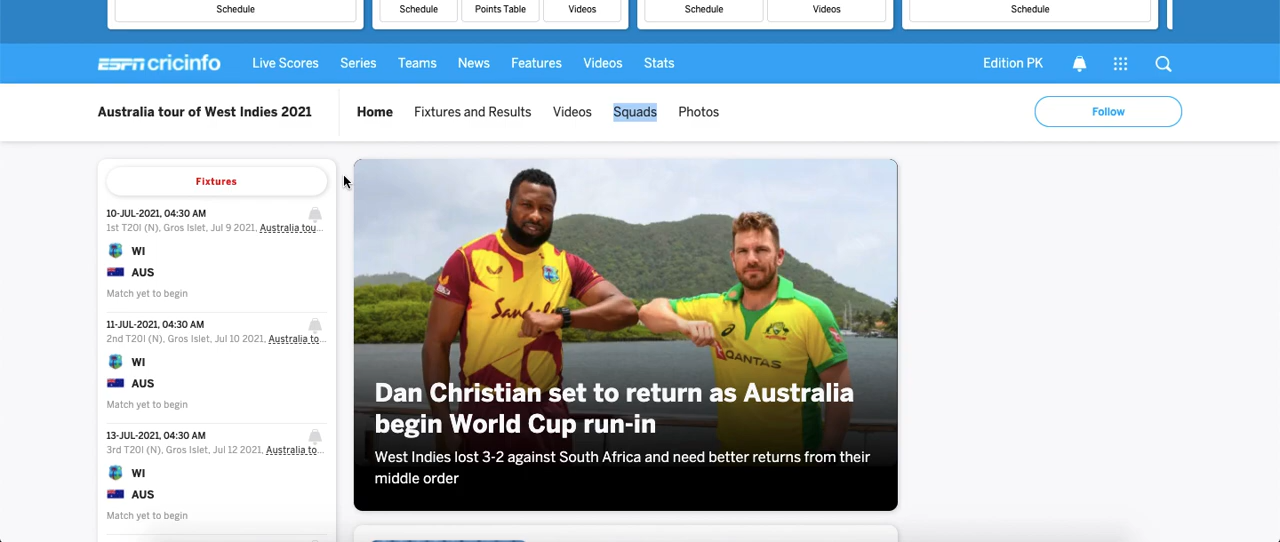 Schedule
Schedule
Points Table
Videos
Schedule
Videos
Schedule
ESPN cricinfo
Live Scores
Series
Teams
News
Features
Videos
Stats
Edition PK
Australia tour of West Indies 2021
Home
Fixtures and Results
Videos
Squads
Photos
Follow
Fixtures
10-JUL-2021, 04:30 AM
1st T20I (N), Gros Islet, Jul 9 2021, Australia tou...
WI
AUS
Match yet to begin
11-JUL-2021, 04:30 AM
2nd T20I (N), Gros Islet, Jul 10 2021, Australia to...
WI
AUS
Match yet to begin
13-JUL-2021, 04:30 AM
3rd T20I (N), Gros Islet, Jul 12 2021, Australia to...
WI
AUS
Match yet to begin
Sandals
QANTAS
Dan Christian set to return as Australia
begin World Cup run-in
West Indies lost 3-2 against South Africa and need better returns from their
middle order